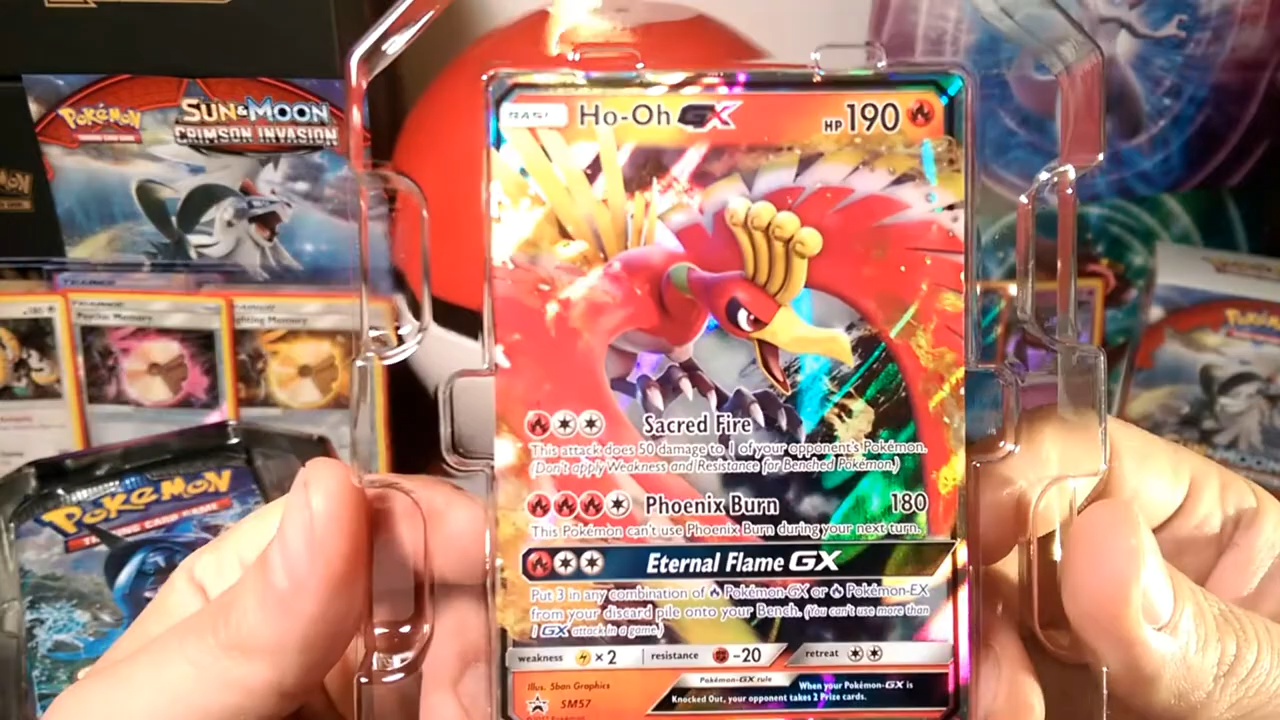 Pokémon
SUN & MOON
CRIMSON INVASION
TRAINER
Psychic Memory
Fighting Memory
POKéMON
TRADING CARD GAME
BASIC
Ho-Oh GX
HP 190
Sacred Fire
This attack does 50 damage to 1 of your opponent's Pokémon.
(Don't apply Weakness and Resistance for Benched Pokémon.)
Phoenix Burn 180
This Pokémon can't use Phoenix Burn during your next turn.
Eternal Flame GX
Put 3 in any combination of Pokémon-GX or Pokémon-EX
from your discard pile onto your Bench. (You can't use more than
1 GX attack in a game.)
weakness ×2 resistance -20 retreat
Illus. 5ban Graphics
SM57
Pokémon-GX rule
When your Pokémon-GX is
Knocked Out, your opponent takes 2 Prize cards.